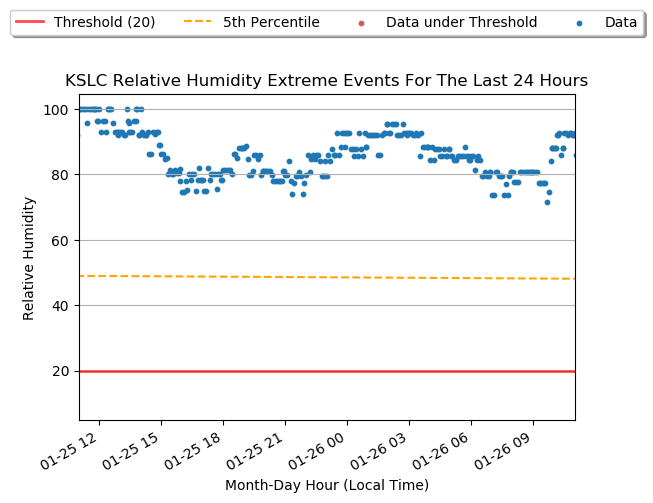 Threshold (20) 5th Percentile Data under Threshold Data
KSLC Relative Humidity Extreme Events For The Last 24 Hours
100
80
60
40
20
Relative Humidity
01-25 12 01-25 15 01-25 18 01-25 21 01-26 00 01-26 03 01-26 06 01-26 09
Month-Day Hour (Local Time)